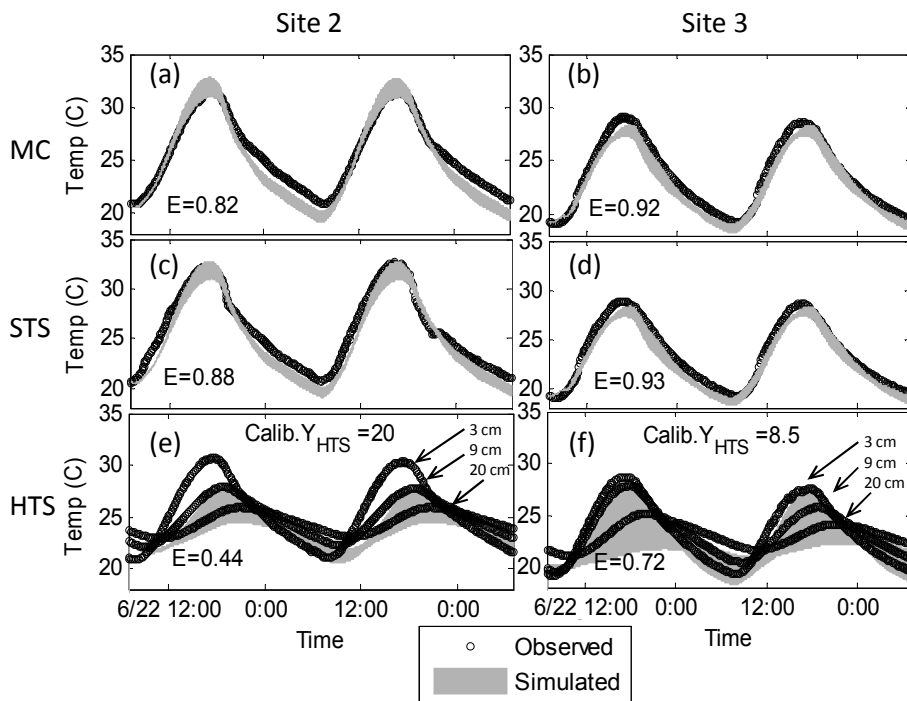 Site 2
Site 3
MC
Temp (C)
35
30
25
20
(a)
E=0.82
35
30
25
20
(b)
E=0.92
STS
Temp (C)
35
30
25
20
(c)
E=0.88
35
30
25
20
(d)
E=0.93
HTS
Temp (C)
35
30
25
20
(e)
Calib.Y HTS =20
3 cm
9 cm
20 cm
E=0.44
35
30
25
20
(f)
Calib.Y HTS =8.5
3 cm
9 cm
20 cm
E=0.72
6/22 12:00 0:00 12:00 0:00
6/22 12:00 0:00 12:00 0:00
Time
Time
Observed
Simulated